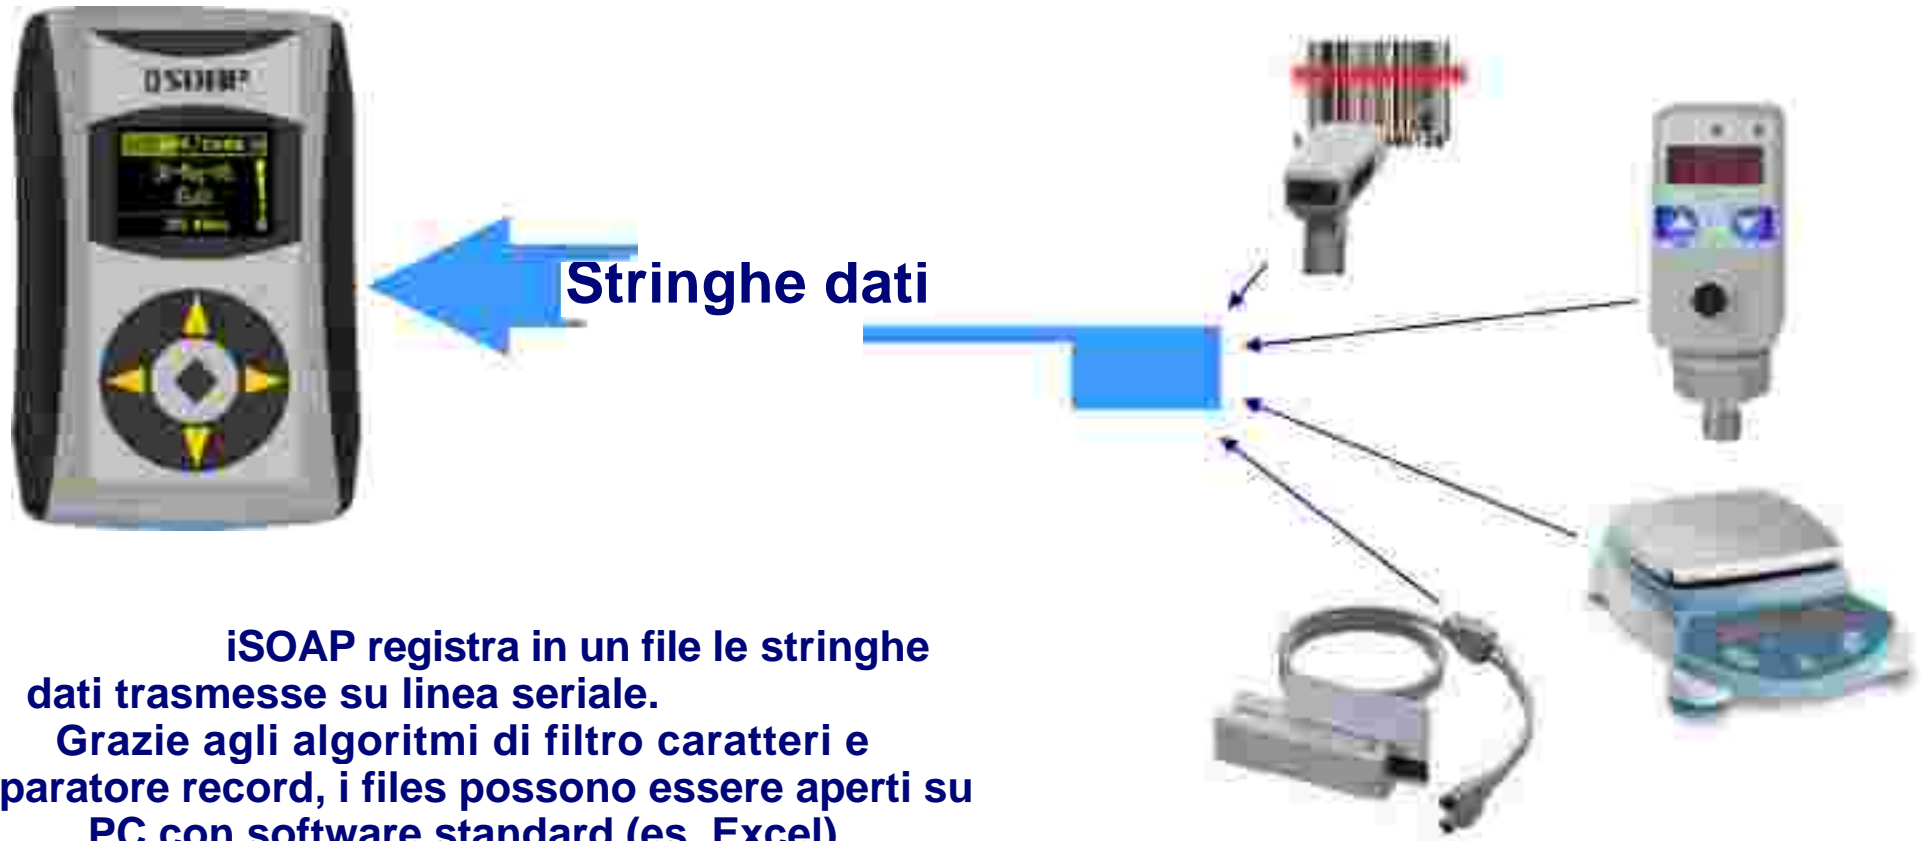 iSOAP
Stringhe dati
iSOAP registra in un file le stringhe
dati trasmesse su linea seriale.
Grazie agli algoritmi di filtro caratteri e
paratore record, i files possono essere aperti su
PC con software standard (es. Excel)